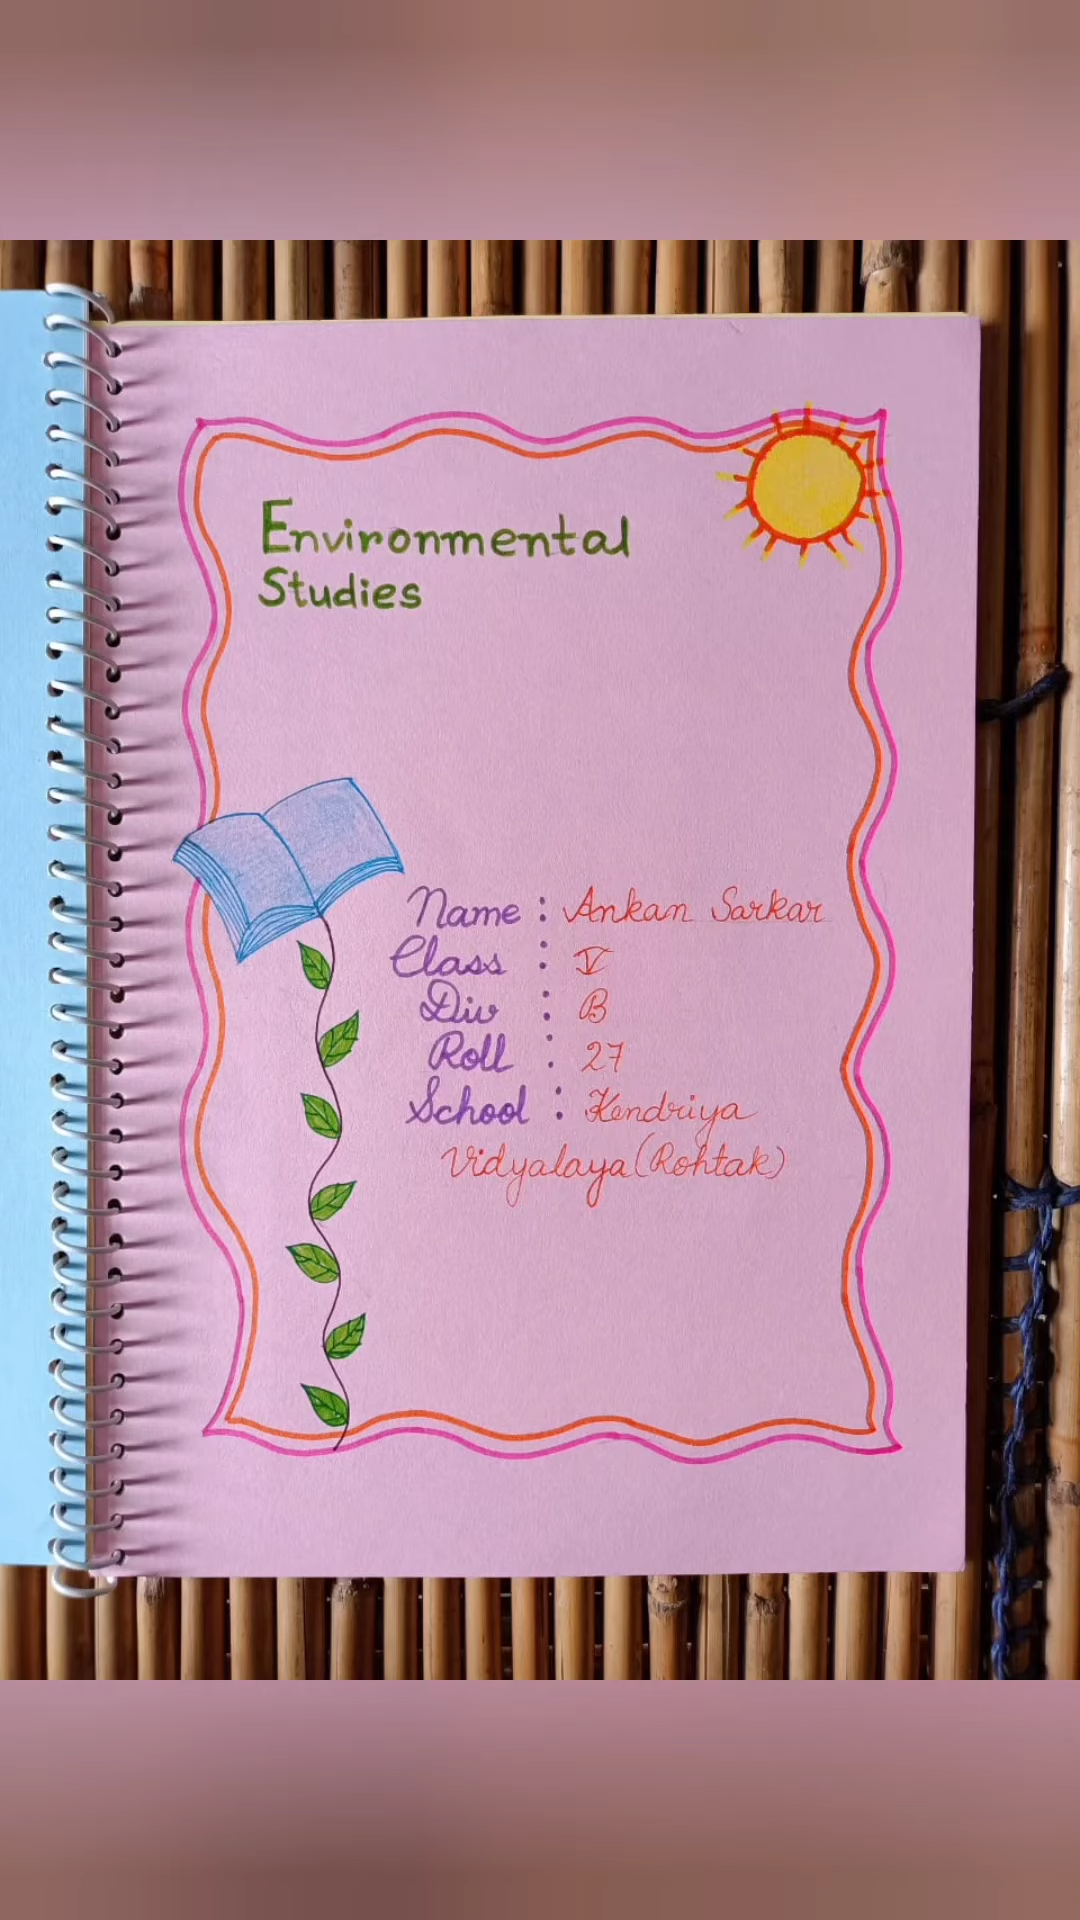 Environmental
Studies
Name : Ankan Sarkar
Class : V
Div : B
Roll : 27
School : Kendriya
Vidyalaya (Rohtak)